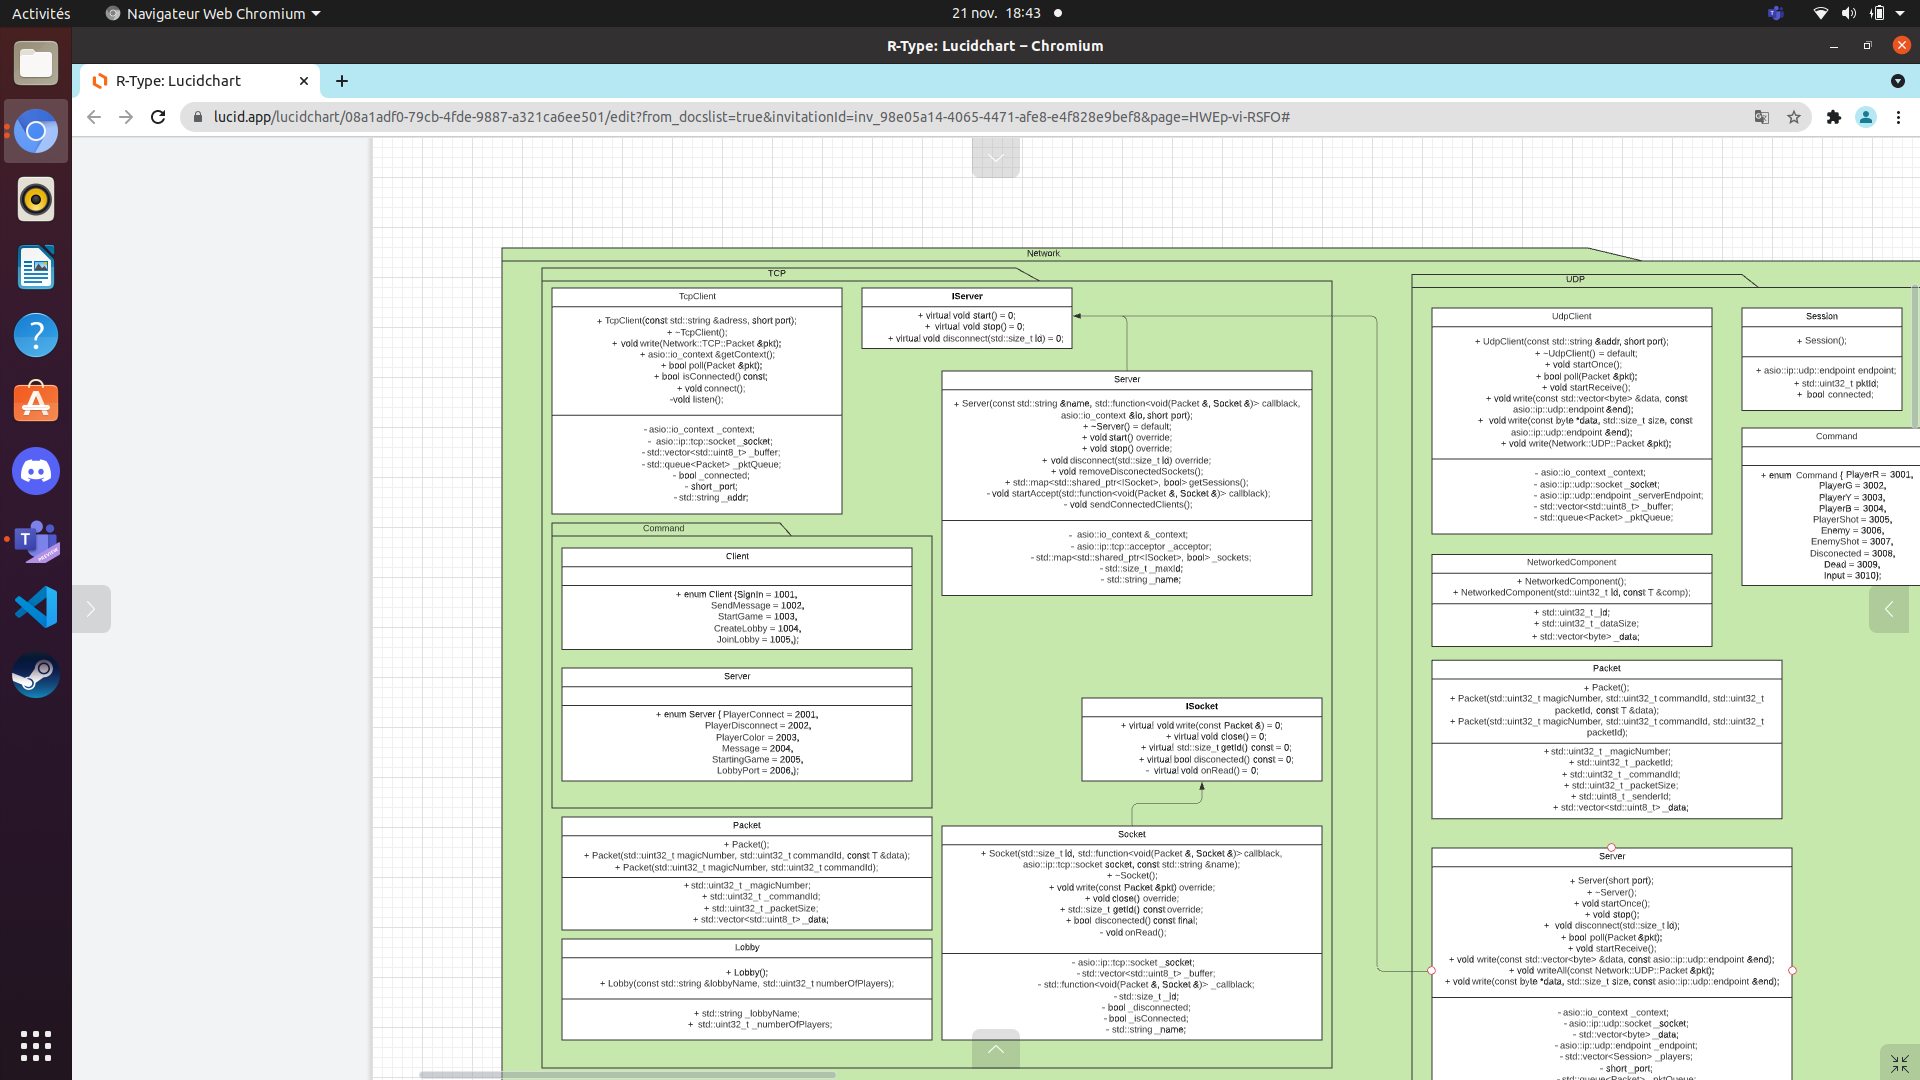 Activités
Navigateur Web Chromium
21 nov. 18:43
R-Type: Lucidchart – Chromium
R-Type: Lucidchart
lucid.app/lucidchart/08a1adf0-79cb-4fde-9887-a321ca6ee501/edit?from_docslist=true&invitationId=inv_98e05a14-4065-4471-afe8-e4f828e9bef8&page=HWEp-vi-RSFO#
Network
TCP
TcpClient
+ TcpClient(const std::string &adress, short port);
+ ~TcpClient();
+ void write(Network::TCP::Packet &pkt);
+ asio::io_context &getContext();
+ bool poll(Packet &pkt);
+ bool isConnected() const;
+ void connect();
-void listen();
- asio::io_context _context;
- asio::ip::tcp::socket _socket;
- std::vector<std::uint8_t> _buffer;
- std::queue<Packet> _pktQueue;
- bool _connected;
- short _port;
- std::string _addr;
IServer
+ virtual void start() = 0;
+ virtual void stop() = 0;
+ virtual void disconnect(std::size_t id) = 0;
Server
+ Server(const std::string &name, std::function<void(Packet &, Socket &)> callblack,
asio::io_context &io, short port);
+ ~Server() = default;
+ void start() override;
+ void stop() override;
+ void disconnect(std::size_t id) override;
+ void removeDisconectedSockets();
+ std::map<std::shared_ptr<ISocket>, bool> getSessions();
- void startAccept(std::function<void(Packet &, Socket &)> callblack);
- void sendConnectedClients();
- asio::io_context &_context;
- asio::ip::tcp::acceptor _acceptor;
- std::map<std::shared_ptr<ISocket>, bool> _sockets;
- std::size_t _maxId;
- std::string _name;
Command
Client
+ enum Client {SignIn = 1001,
SendMessage = 1002,
StartGame = 1003,
CreateLobby = 1004,
JoinLobby = 1005,};
Server
+ enum Server { PlayerConnect = 2001,
PlayerDisconnect = 2002,
PlayerColor = 2003,
Message = 2004,
StartingGame = 2005,
LobbyPort = 2006,};
Packet
+ Packet();
+ Packet(std::uint32_t magicNumber, std::uint32_t commandId, const T &data);
+ Packet(std::uint32_t magicNumber, std::uint32_t commandId);
+ std::uint32_t _magicNumber;
+ std::uint32_t _commandId;
+ std::uint32_t _packetSize;
+ std::vector<std::uint8_t> _data;
Lobby
+ Lobby();
+ Lobby(const std::string &lobbyName, std::uint32_t numberOfPlayers);
+ std::string _lobbyName;
+ std::uint32_t _numberOfPlayers;
ISocket
+ virtual void write(const Packet &) = 0;
+ virtual void close() = 0;
+ virtual std::size_t getId() const = 0;
+ virtual bool disconected() const = 0;
- virtual void onRead() = 0;
Socket
+ Socket(std::size_t id, std::function<void(Packet &, Socket &)> callback,
asio::ip::tcp::socket socket, const std::string &name);
+ ~Socket();
+ void write(const Packet &pkt) override;
+ void close() override;
+ std::size_t getId() const override;
+ bool disconected() const final;
- void onRead();
- asio::ip::tcp::socket _socket;
- std::vector<std::uint8_t> _buffer;
- std::function<void(Packet &, Socket &)> _callback;
- std::size_t _id;
- bool _disconnected;
- bool _isConnected;
- std::string _name;
UDP
UdpClient
+ UdpClient(const std::string &addr, short port);
+ ~UdpClient() = default;
+ void startOnce();
+ bool poll(Packet &pkt);
+ void startReceive();
+ void write(const std::vector<byte> &data, const
asio::ip::udp::endpoint &end);
+ void write(const byte *data, std::size_t size, const
asio::ip::udp::endpoint &end);
+ void write(Network::UDP::Packet &pkt);
- asio::io_context _context;
- asio::ip::udp::socket _socket;
- asio::ip::udp::endpoint _serverEndpoint;
- std::vector<std::uint8_t> _buffer;
- std::queue<Packet> _pktQueue;
Session
+ Session();
+ asio::ip::udp::endpoint endpoint;
+ std::uint32_t pktId;
+ bool connected;
Command
+ enum Command { PlayerR = 3001,
PlayerG = 3002,
PlayerY = 3003,
PlayerB = 3004,
PlayerShot = 3005,
Enemy = 3006,
EnemyShot = 3007,
Disconected = 3008,
Dead = 3009,
Input = 3010};
NetworkedComponent
+ NetworkedComponent();
+ NetworkedComponent(std::uint32_t id, const T &comp);
+ std::uint32_t _id;
+ std::uint32_t _dataSize;
+ std::vector<byte> _data;
Packet
+ Packet();
+ Packet(std::uint32_t magicNumber, std::uint32_t commandId, std::uint32_t
packetId, const T &data);
+ Packet(std::uint32_t magicNumber, std::uint32_t commandId, std::uint32_t
packetId);
+ std::uint32_t _magicNumber;
+ std::uint32_t _packetId;
+ std::uint32_t _commandId;
+ std::uint32_t _packetSize;
+ std::uint8_t _senderId;
+ std::vector<std::uint8_t> _data;
Server
+ Server(short port);
+ ~Server();
+ void startOnce();
+ void stop();
+ void disconnect(std::size_t id);
+ bool poll(Packet &pkt);
+ void startReceive();
+ void write(const std::vector<byte> &data, const asio::ip::udp::endpoint &end);
+ void writeAll(const Network::UDP::Packet &pkt);
+ void write(const byte *data, std::size_t size, const asio::ip::udp::endpoint &end);
- asio::io_context _context;
- asio::ip::udp::socket _socket;
- std::vector<byte> _data;
- asio::ip::udp::endpoint _endpoint;
- std::vector<Session> _players;
- short _port;
- std::queue<Packet> _pktQueue;